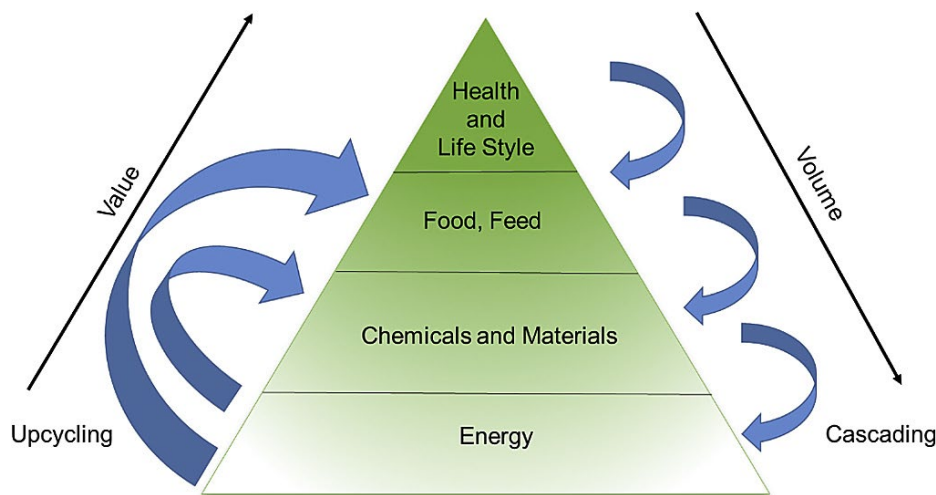 Health
and
Life Style
Value
Volume
Food, Feed
Chemicals and Materials
Upcycling
Energy
Cascading